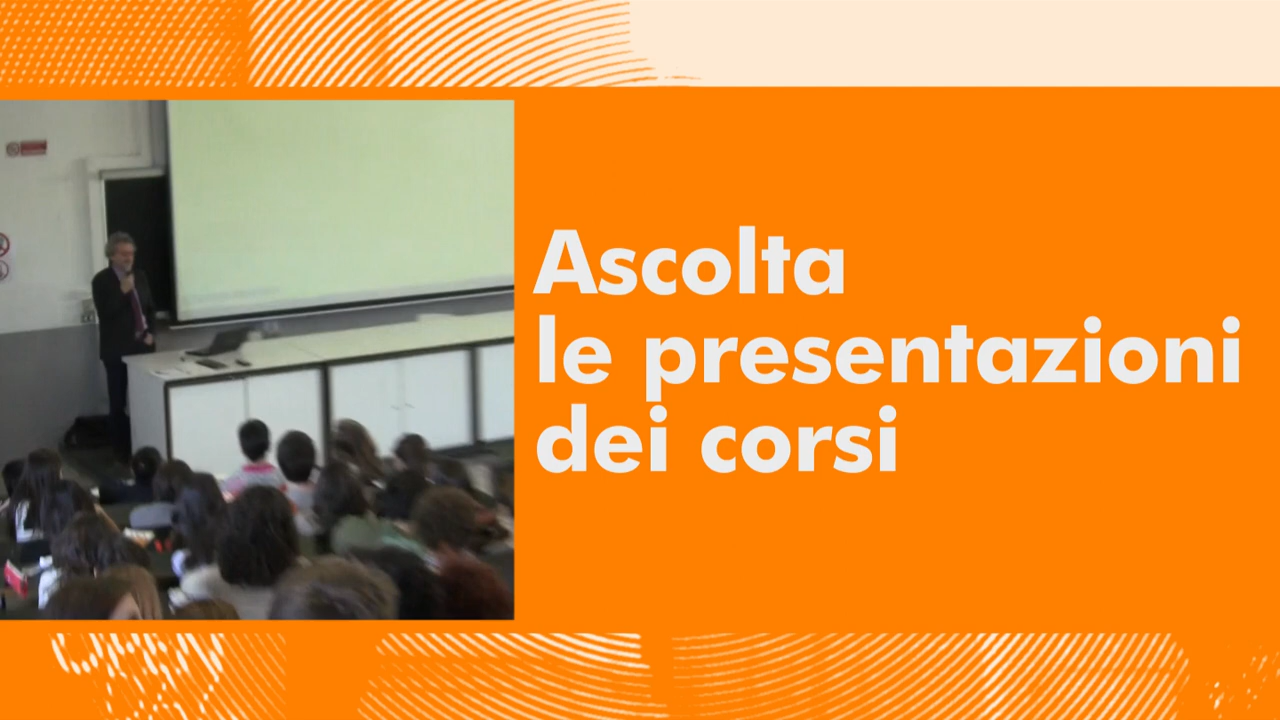 Ascolta
le presentazioni
dei corsi